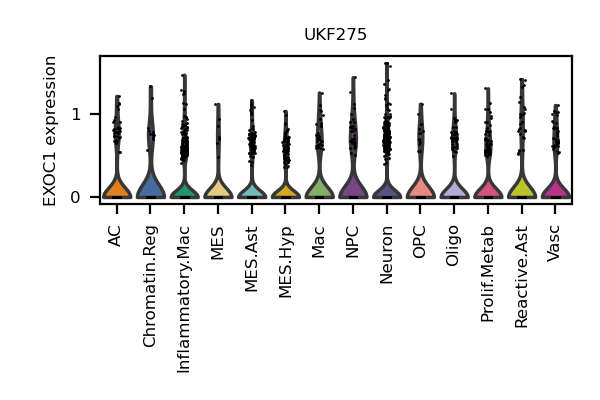 UKF275
EXOC1 expression
1
0
AC
Chromatin.Reg
Inflammatory.Mac
MES
MES.Ast
MES.Hyp
Mac
NPC
Neuron
OPC
Oligo
Prolif.Metab
Reactive.Ast
Vasc